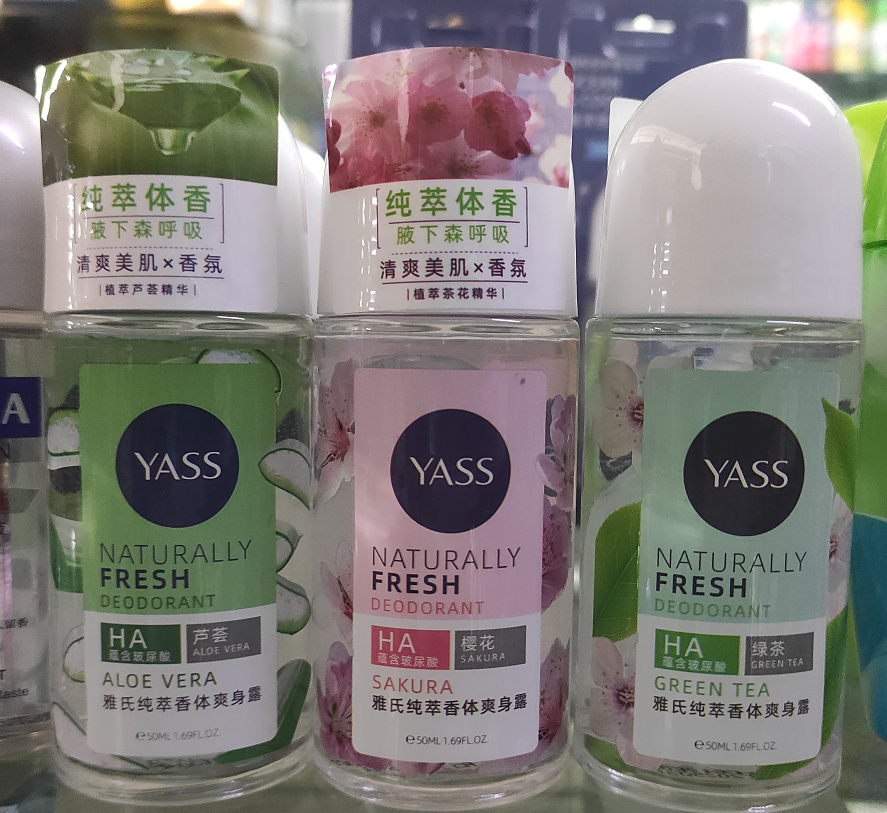 纯萃体香
腋下森呼吸
清爽美肌×香氛
|植萃芦荟精华|
YASS
NATURALLY
FRESH
DEODORANT
HA
蕴含玻尿酸
芦荟
ALOE VERA
ALOE VERA
雅氏纯萃香体爽身露
℮50ML 1.69FL.OZ.
纯萃体香
腋下森呼吸
清爽美肌×香氛
|植萃茶花精华|
YASS
NATURALLY
FRESH
DEODORANT
HA
蕴含玻尿酸
樱花
SAKURA
SAKURA
雅氏纯萃香体爽身露
℮50ML 1.69FL.OZ.
YASS
NATURALLY
FRESH
DEODORANT
HA
蕴含玻尿酸
绿茶
GREEN TEA
GREEN TEA
雅氏纯萃香体爽身露
℮50ML 1.69FL.OZ.
A